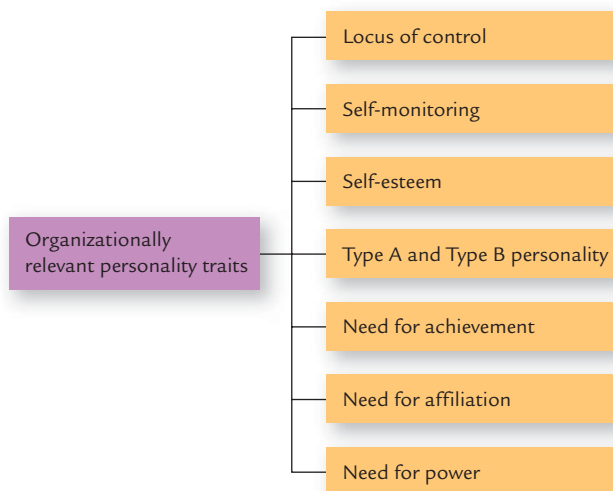 Locus of control
Self-monitoring
Self-esteem
Organizationally
relevant personality traits
Type A and Type B personality
Need for achievement
Need for affiliation
Need for power